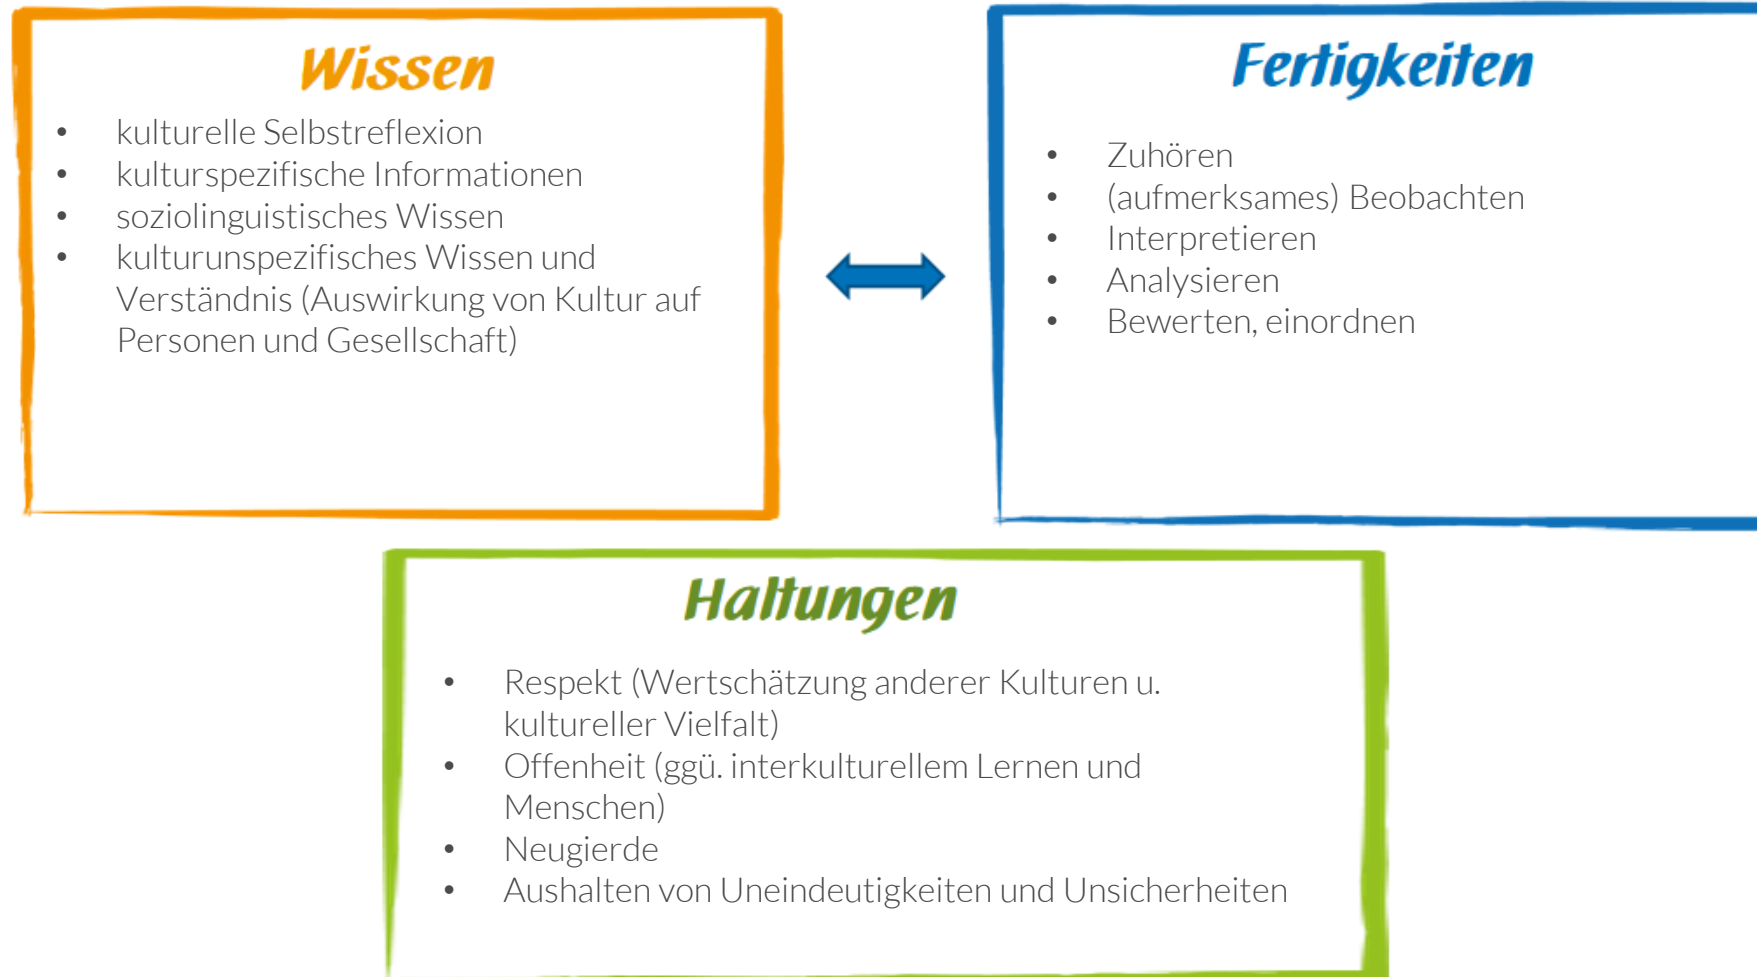 Wissen
• kulturelle Selbstreflexion
• kulturspezifische Informationen
• soziolinguistisches Wissen
• kulturunspezifisches Wissen und
Verständnis (Auswirkung von Kultur auf
Personen und Gesellschaft)
Fertigkeiten
• Zuhören
• (aufmerksames) Beobachten
• Interpretieren
• Analysieren
• Bewerten, einordnen
Haltungen
• Respekt (Wertschätzung anderer Kulturen u.
kultureller Vielfalt)
• Offenheit (ggü. interkulturellem Lernen und
Menschen)
• Neugierde
• Aushalten von Uneindeutigkeiten und Unsicherheiten